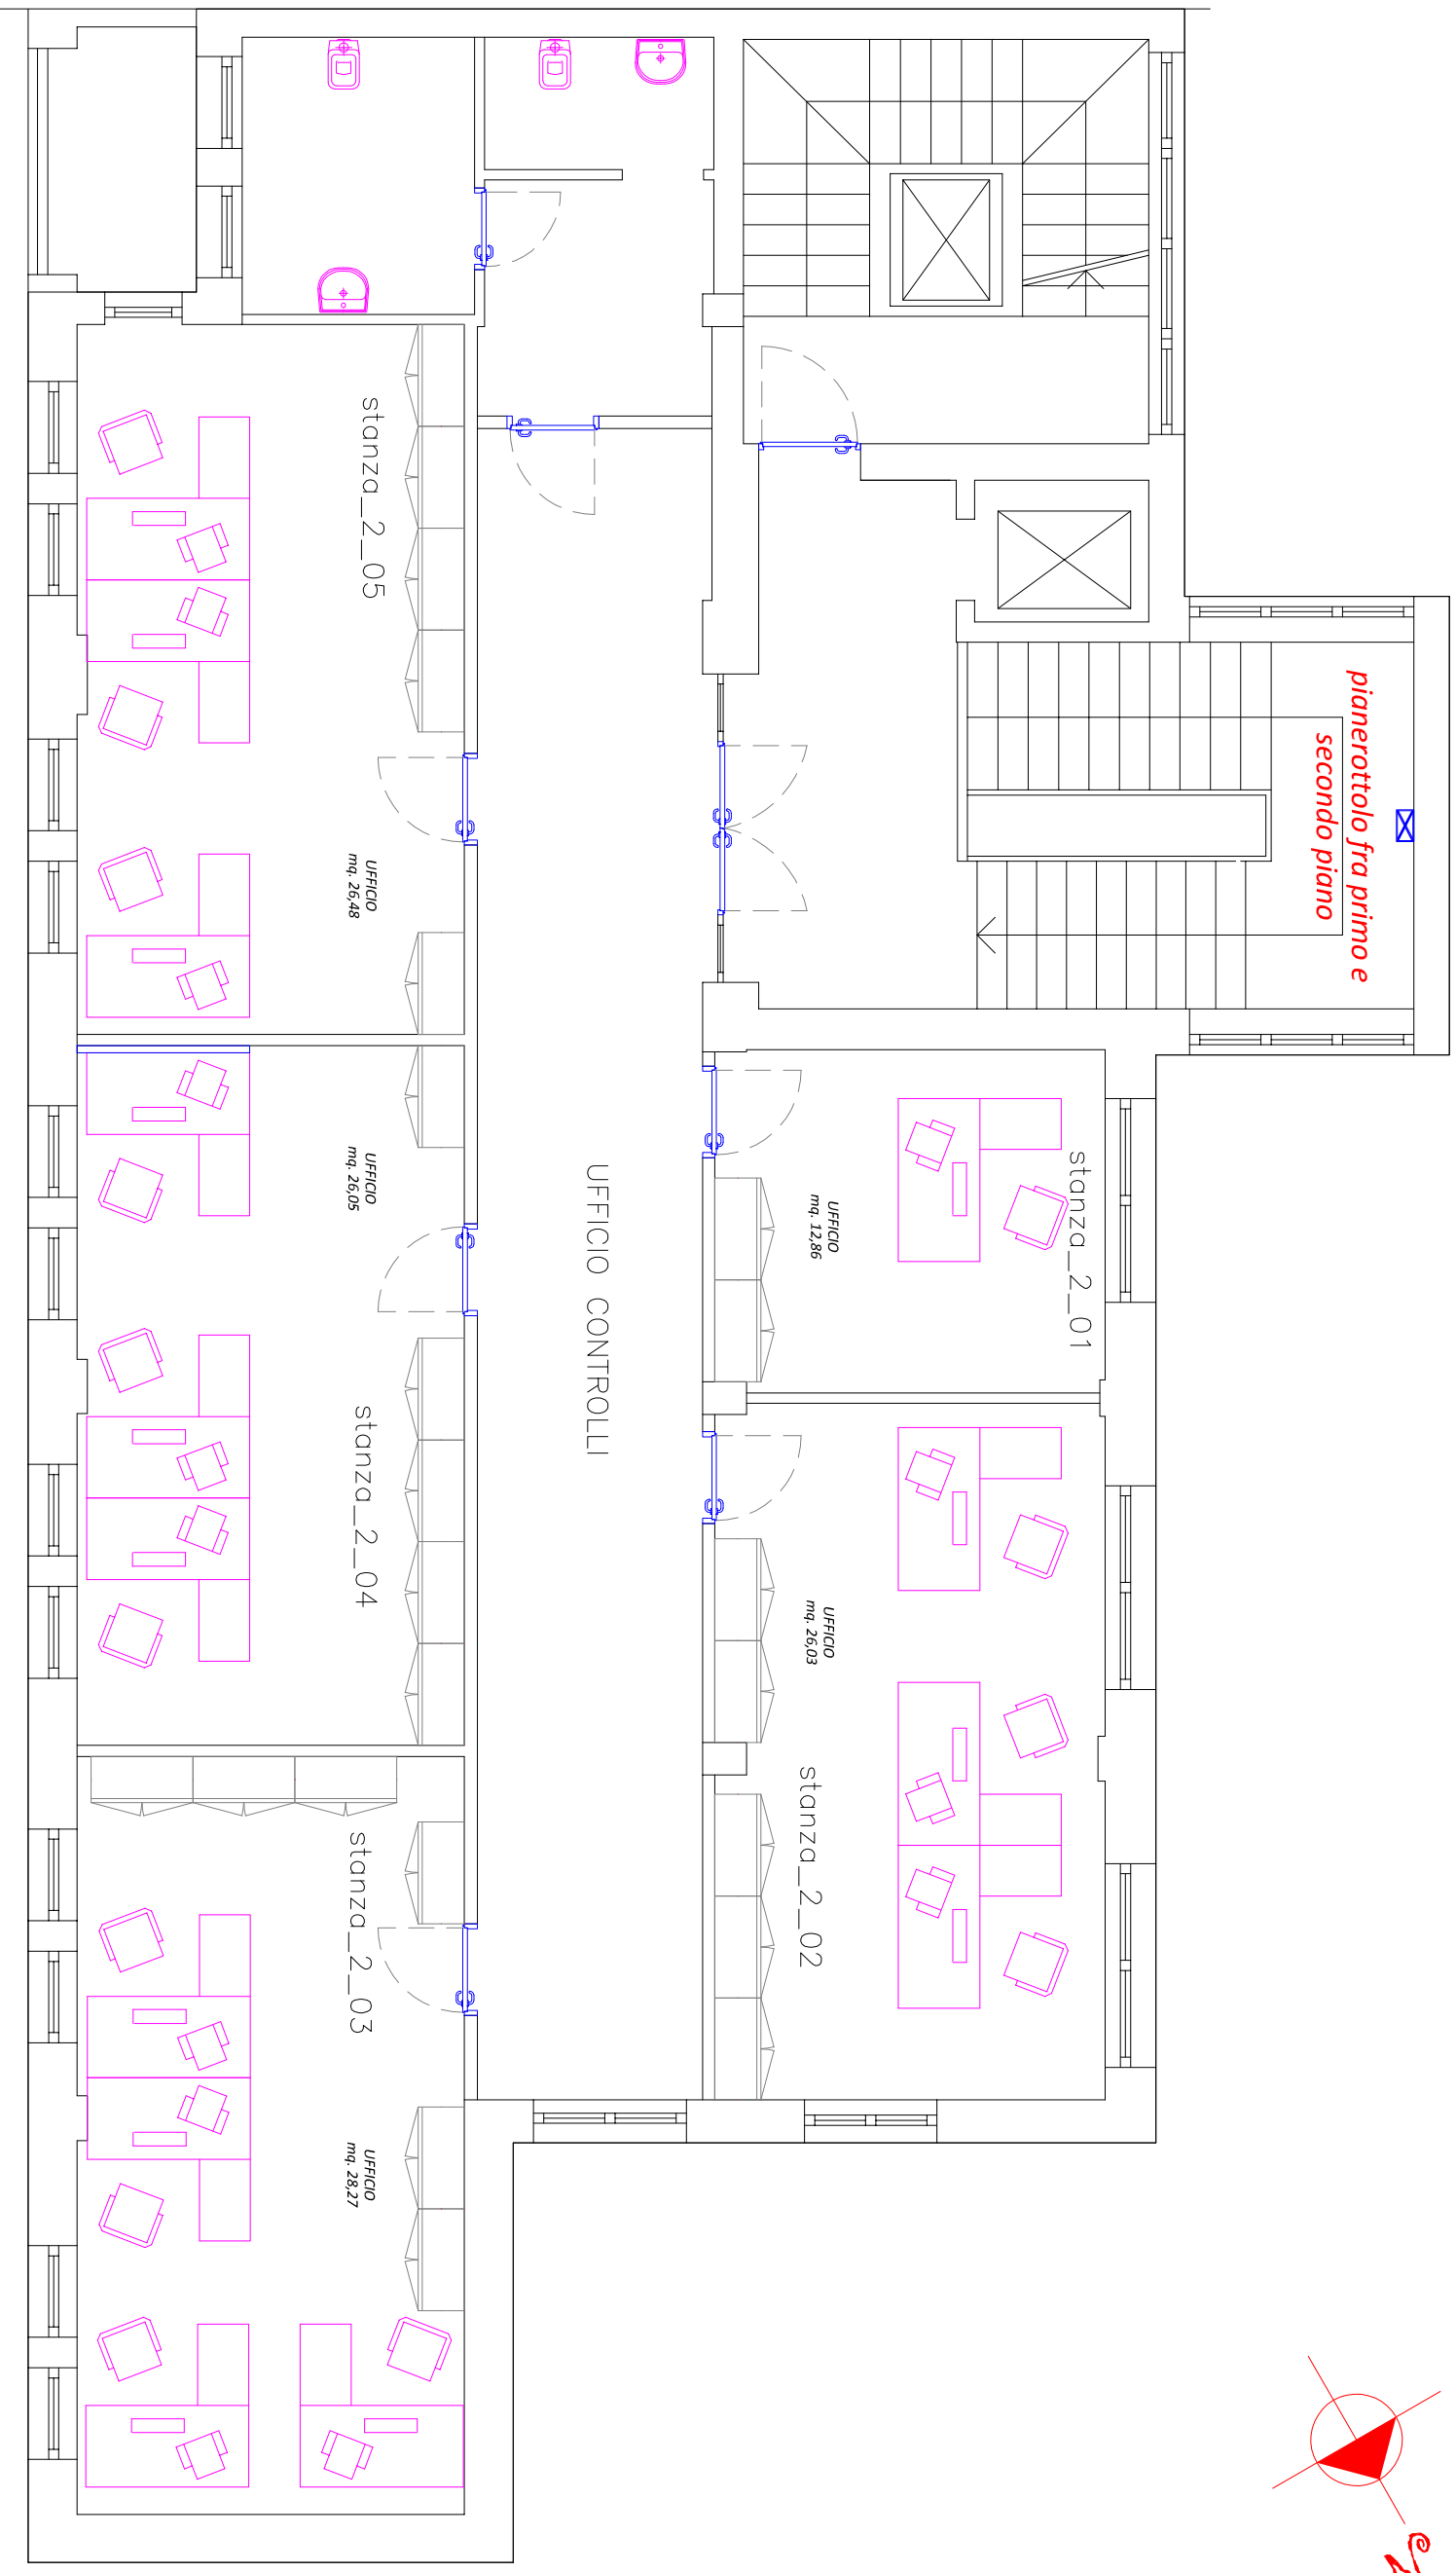 pianerottolo fra primo e
secondo piano
stanza_2_05
UFFICIO
mq. 26,48
stanza_2_01
UFFICIO
mq. 12,86
UFFICIO CONTROLLI
UFFICIO
mq. 26,05
stanza_2_04
UFFICIO
mq. 26,03
stanza_2_02
stanza_2_03
UFFICIO
mq. 28,27
N